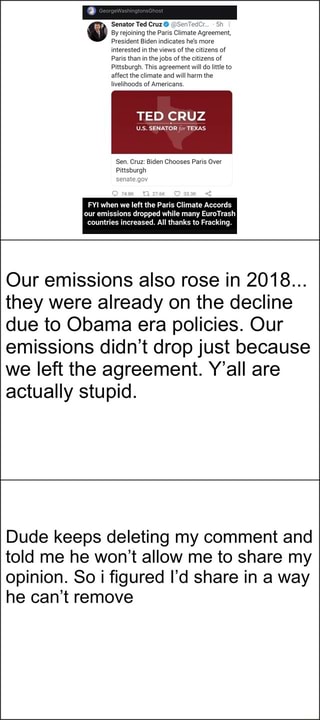 GeorgeWashingtonsGhost
Senator Ted Cruz @SenTedCr... · 5h
By rejoining the Paris Climate Agreement,
President Biden indicates he's more
interested in the views of the citizens of
Paris than in the jobs of the citizens of
Pittsburgh. This agreement will do little to
affect the climate and will harm the
livelihoods of Americans.
TED CRUZ
U.S. SENATOR for TEXAS
Sen. Cruz: Biden Chooses Paris Over
Pittsburgh
senate.gov
FYI when we left the Paris Climate Accords
our emissions dropped while many EuroTrash
countries increased. All thanks to Fracking.
Our emissions also rose in 2018...
they were already on the decline
due to Obama era policies. Our
emissions didn't drop just because
we left the agreement. Y'all are
actually stupid.
Dude keeps deleting my comment and
told me he won't allow me to share my
opinion. So i figured I'd share in a way
he can't remove